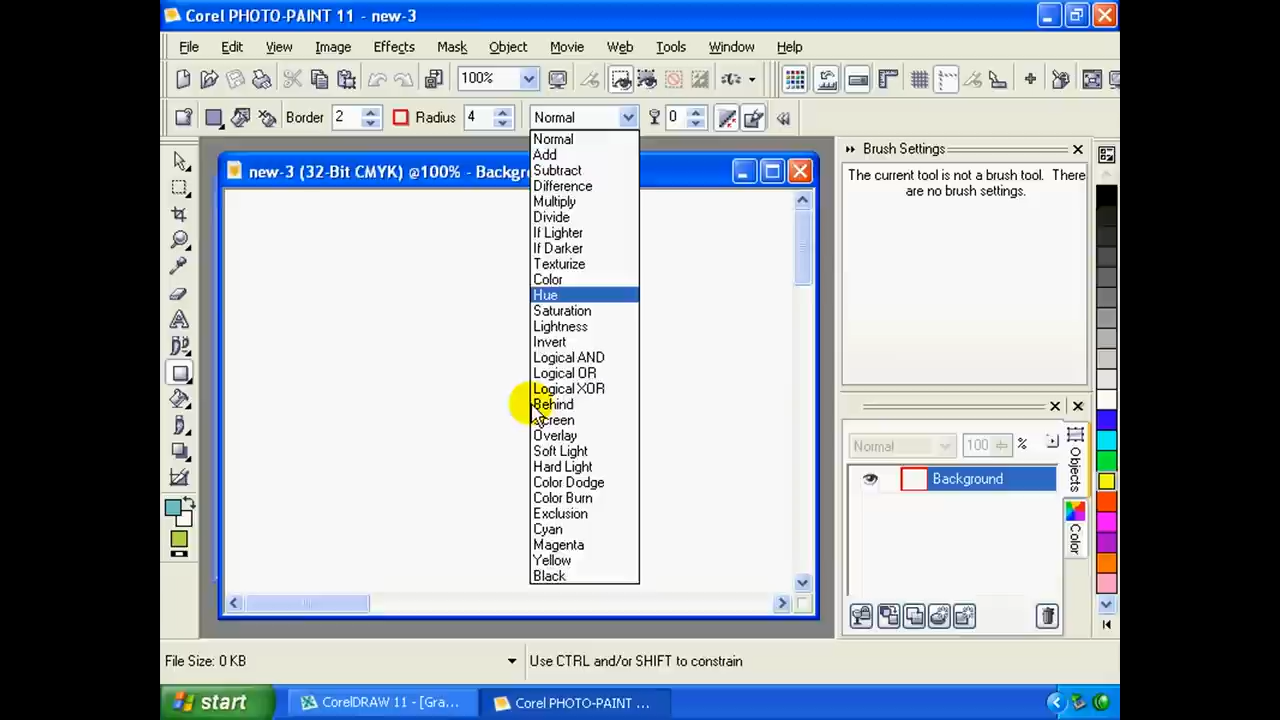 Corel PHOTO-PAINT 11 - new-3
File Edit View Image Effects Mask Object Movie Web Tools Window Help
100%
Border 2 Radius 4 Normal 0
Normal
Add
Subtract
Difference
Multiply
Divide
If Lighter
If Darker
Texturize
Color
Hue
Saturation
Lightness
Invert
Logical AND
Logical OR
Logical XOR
Behind
Screen
Overlay
Soft Light
Hard Light
Color Dodge
Color Burn
Exclusion
Cyan
Magenta
Yellow
Black
new-3 (32-Bit CMYK) @100% - Backgr
Brush Settings
The current tool is not a brush tool. There
are no brush settings.
Normal 100 %
Background
Objects
Color
File Size: 0 KB
Use CTRL and/or SHIFT to constrain
start
CorelDRAW 11 - [Gra...
Corel PHOTO-PAINT ...